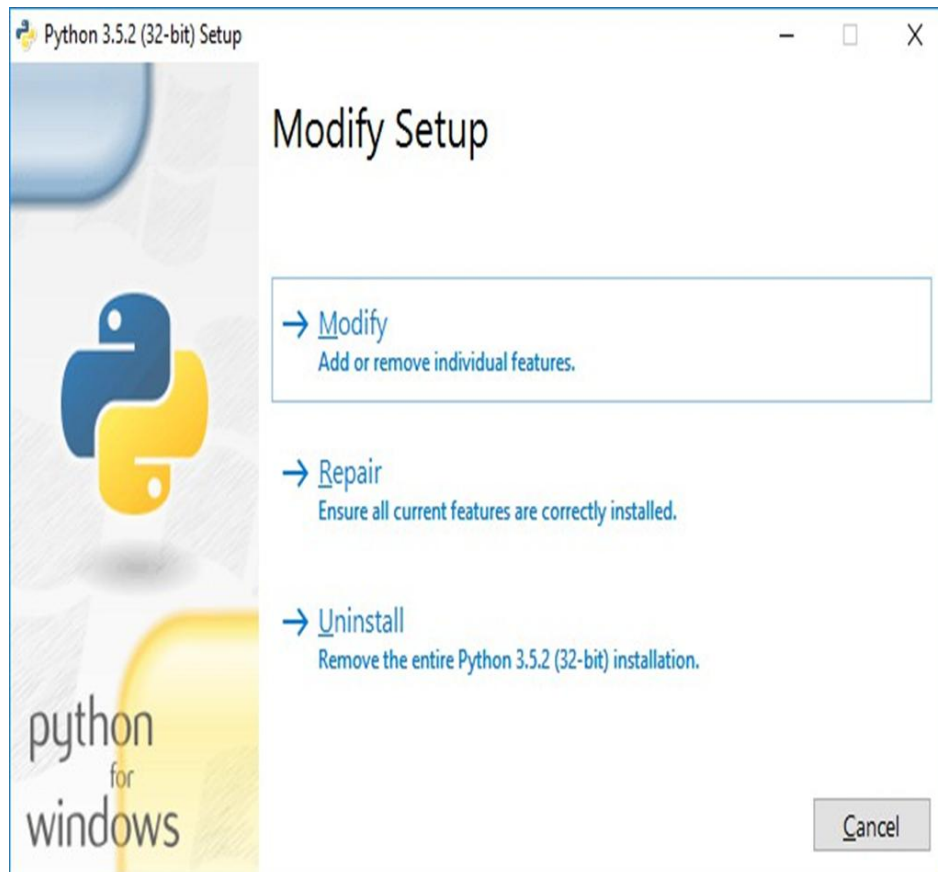 Python 3.5.2 (32-bit) Setup
Modify Setup
Modify
Add or remove individual features.
Repair
Ensure all current features are correctly installed.
Uninstall
Remove the entire Python 3.5.2 (32-bit) installation.
python
for
windows
Cancel